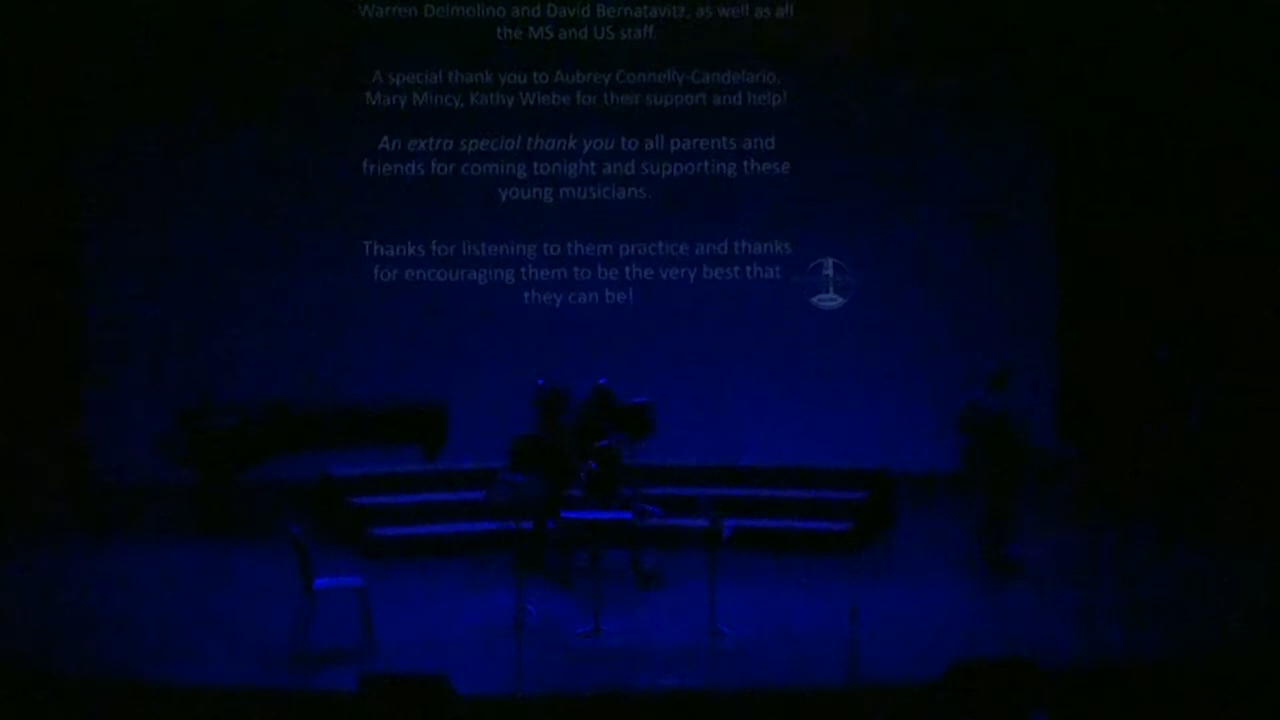 Warren Delmolino and David Bernatavitz, as well as all
the MS and US staff.
A special thank you to Aubrey Connelly-Candelario,
Mary Mincy, Kathy Wiebe for their support and help!
An extra special thank you to all parents and
friends for coming tonight and supporting these
young musicians.
Thanks for listening to them practice and thanks
for encouraging them to be the very best that
they can be!